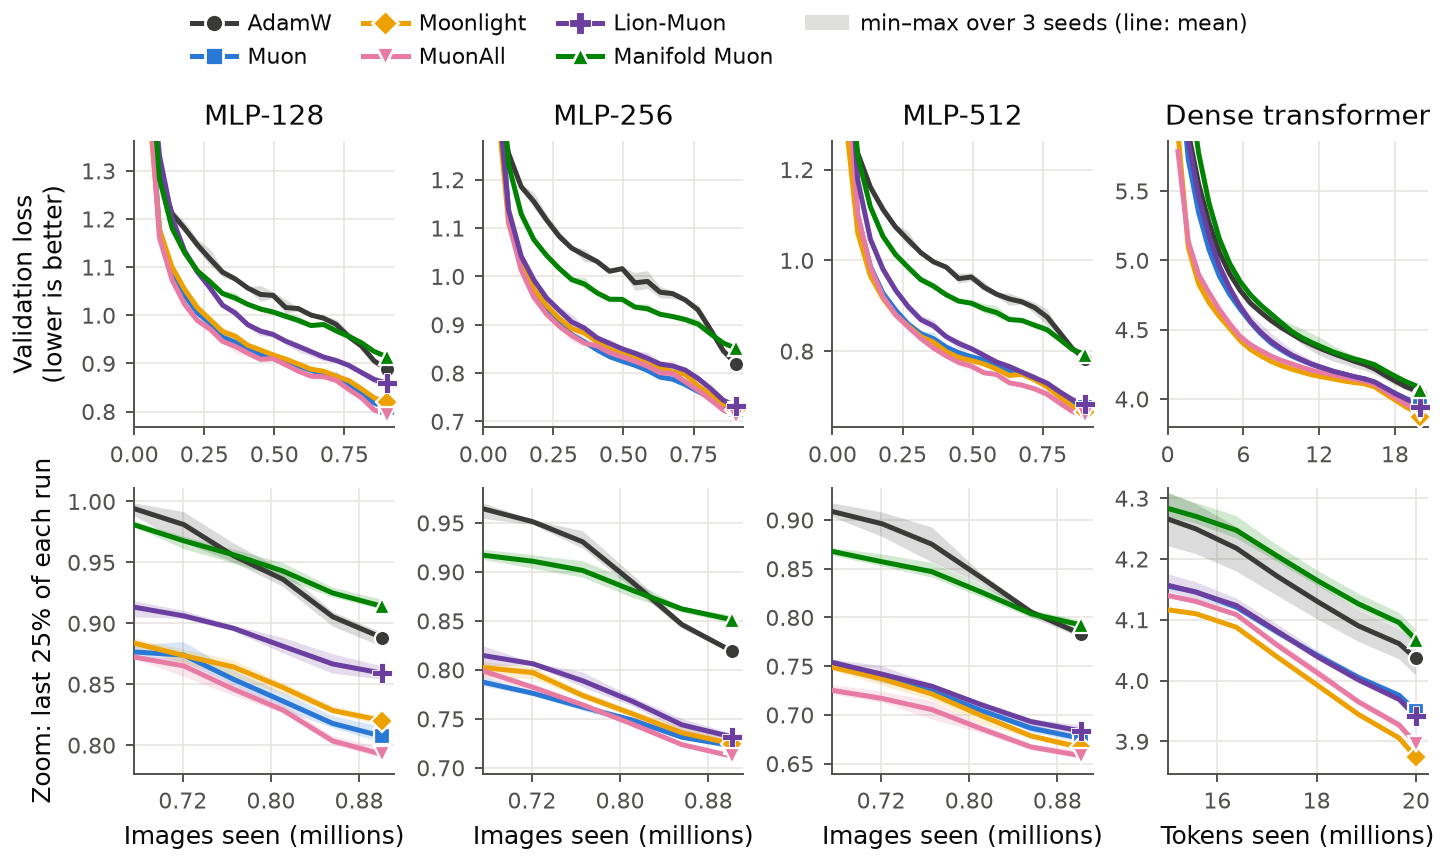 AdamW
Moonlight
Lion-Muon
min–max over 3 seeds (line: mean)
Muon
MuonAll
Manifold Muon
MLP-128
MLP-256
MLP-512
Dense transformer
Validation loss
(lower is better)
1.3
1.2
1.1
1.0
0.9
0.8
0.00 0.25 0.50 0.75
1.2
1.1
1.0
0.9
0.8
0.7
0.00 0.25 0.50 0.75
1.2
1.0
0.8
0.00 0.25 0.50 0.75
5.5
5.0
4.5
4.0
0 6 12 18
Zoom: last 25% of each run
1.00
0.95
0.90
0.85
0.80
0.72 0.80 0.88
Images seen (millions)
0.95
0.90
0.85
0.80
0.75
0.70
0.72 0.80 0.88
Images seen (millions)
0.90
0.85
0.80
0.75
0.70
0.65
0.72 0.80 0.88
Images seen (millions)
4.3
4.2
4.1
4.0
3.9
16 18 20
Tokens seen (millions)